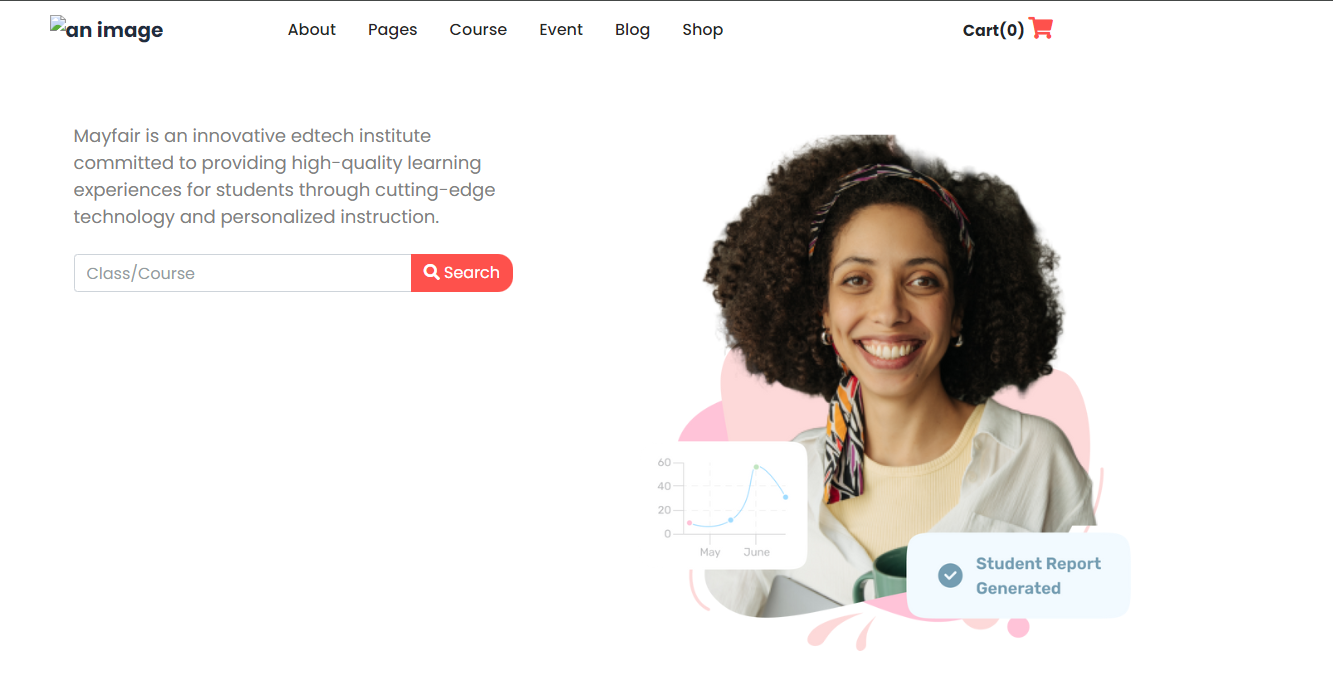 an image
About Pages Course Event Blog Shop
Cart(0)
Mayfair is an innovative edtech institute
committed to providing high-quality learning
experiences for students through cutting-edge
technology and personalized instruction.
Class/Course
Search
60
40
20
0
May June
Student Report
Generated